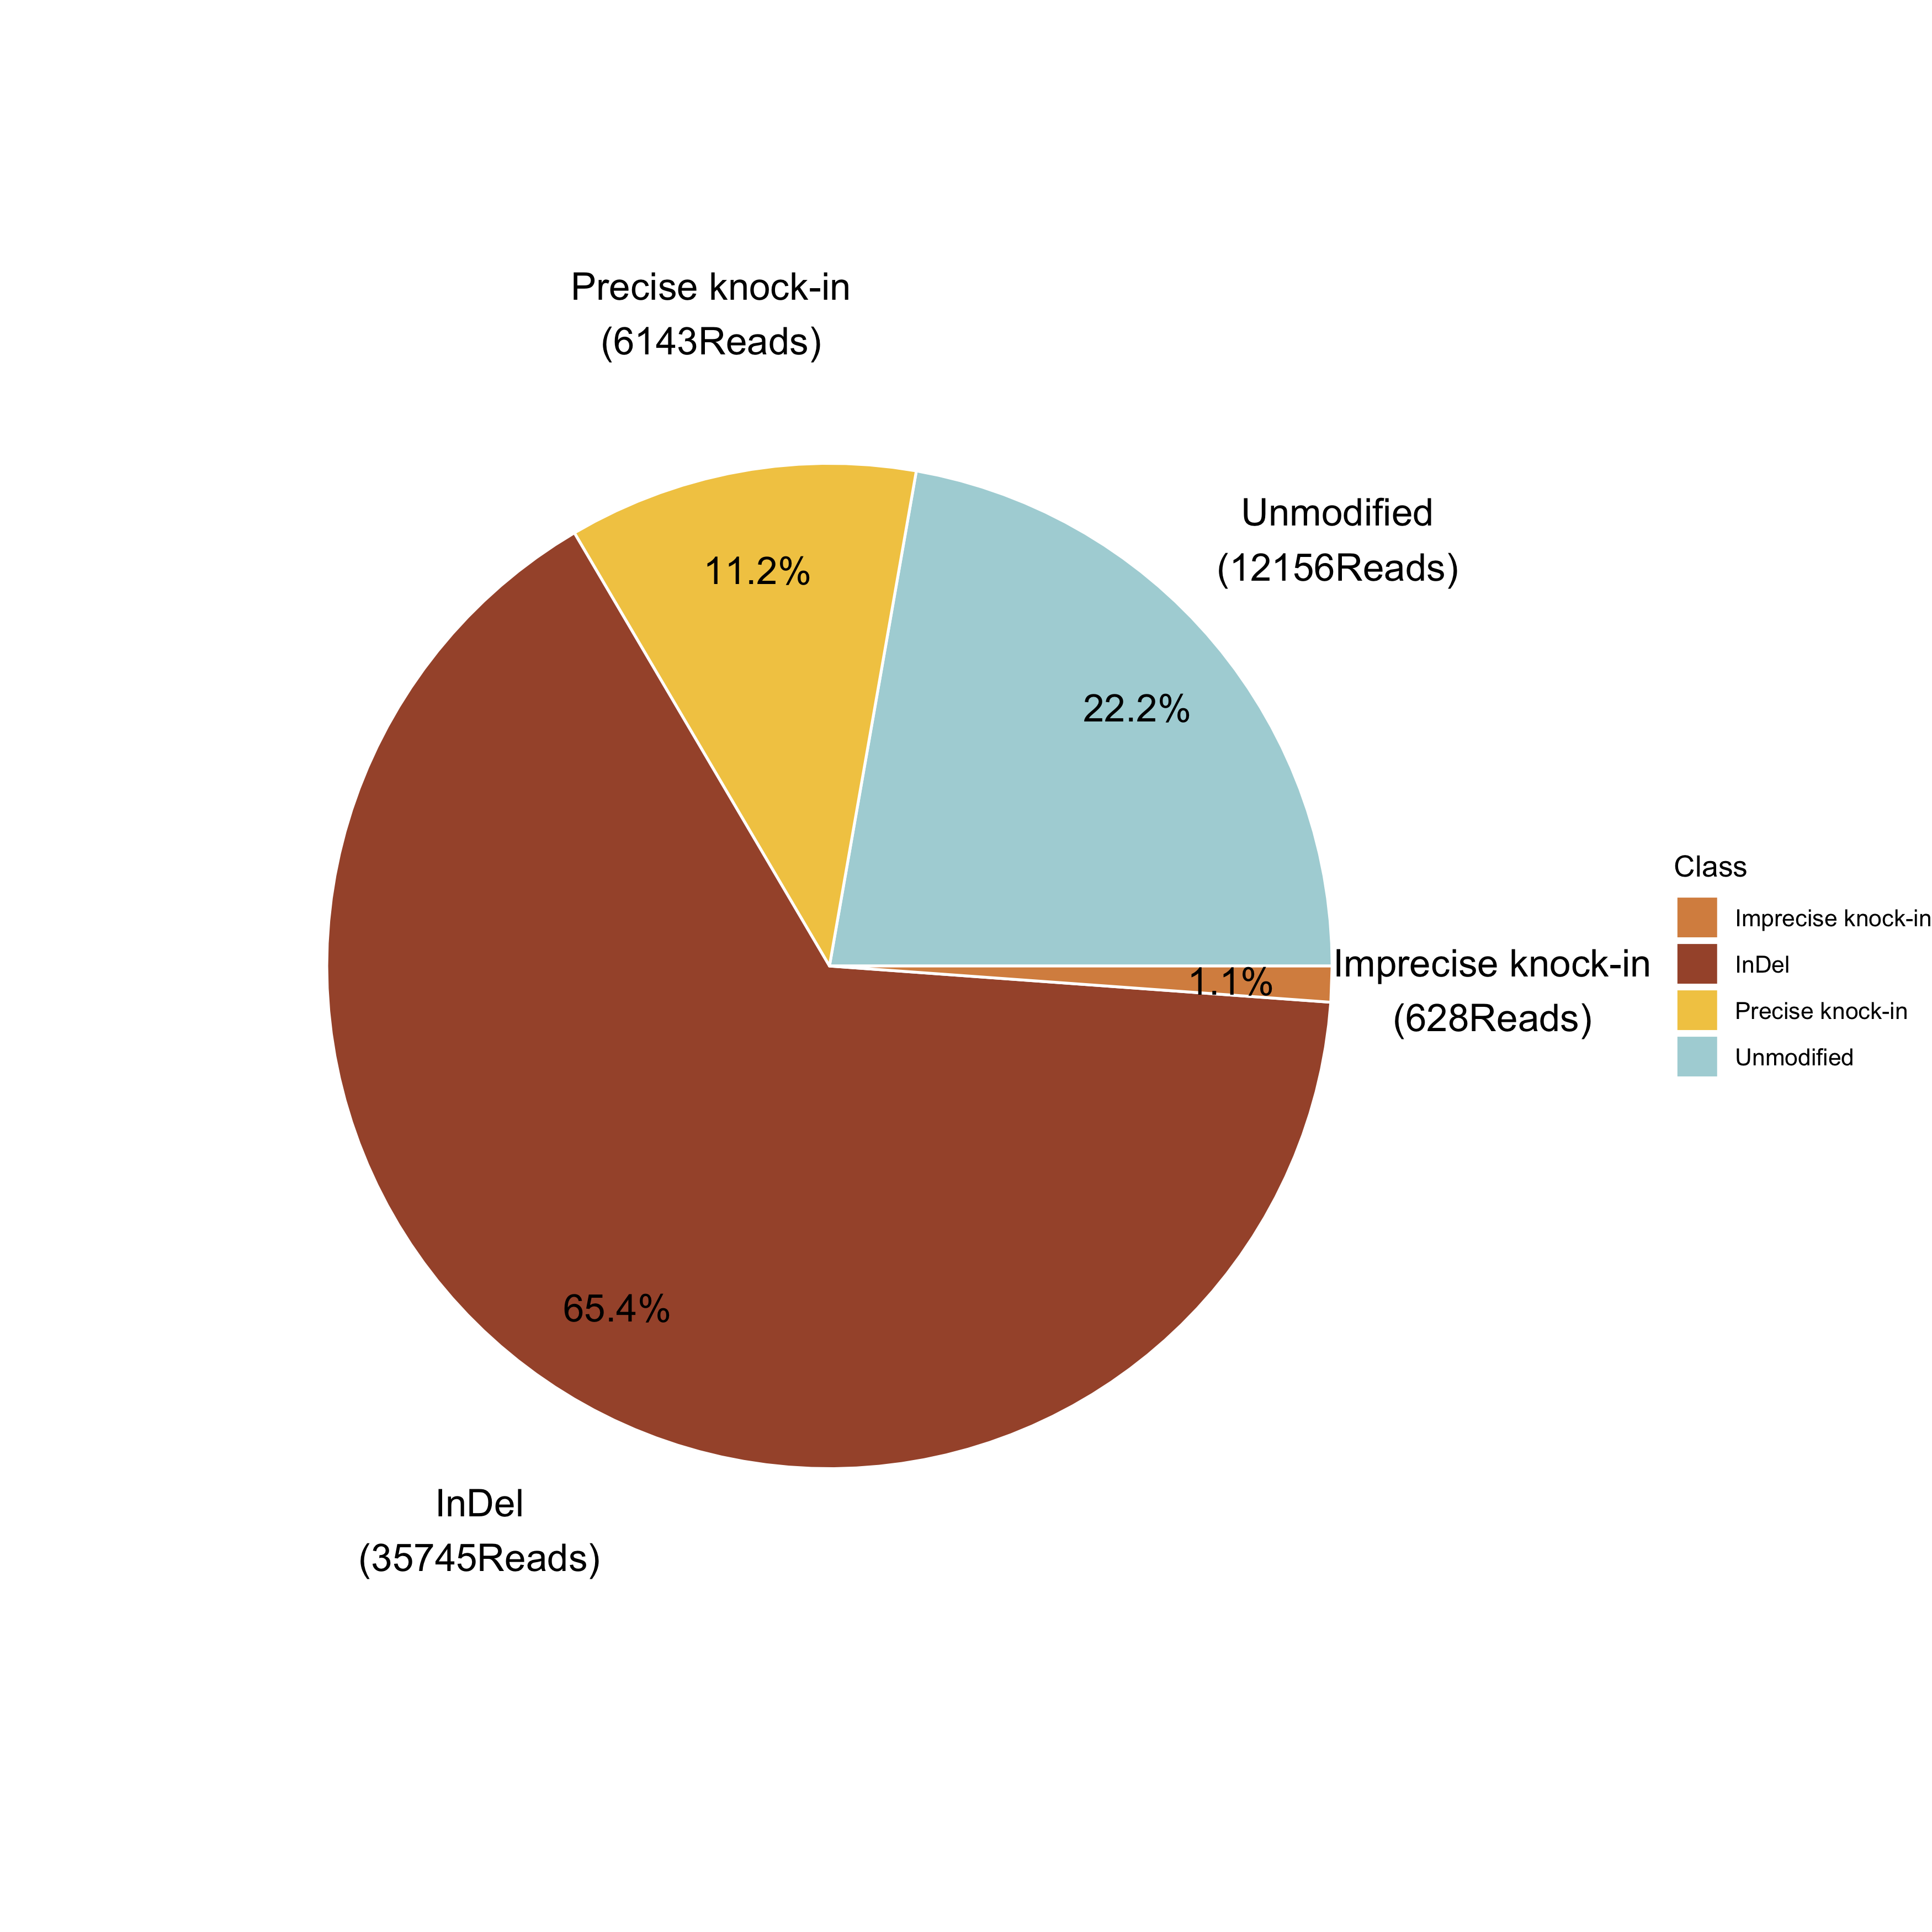 Precise knock-in
(6143Reads)
Unmodified
(12156Reads)
11.2%
22.2%
Imprecise knock-in
(628Reads)
1.1%
65.4%
InDel
(35745Reads)
Class
Imprecise knock-in
InDel
Precise knock-in
Unmodified